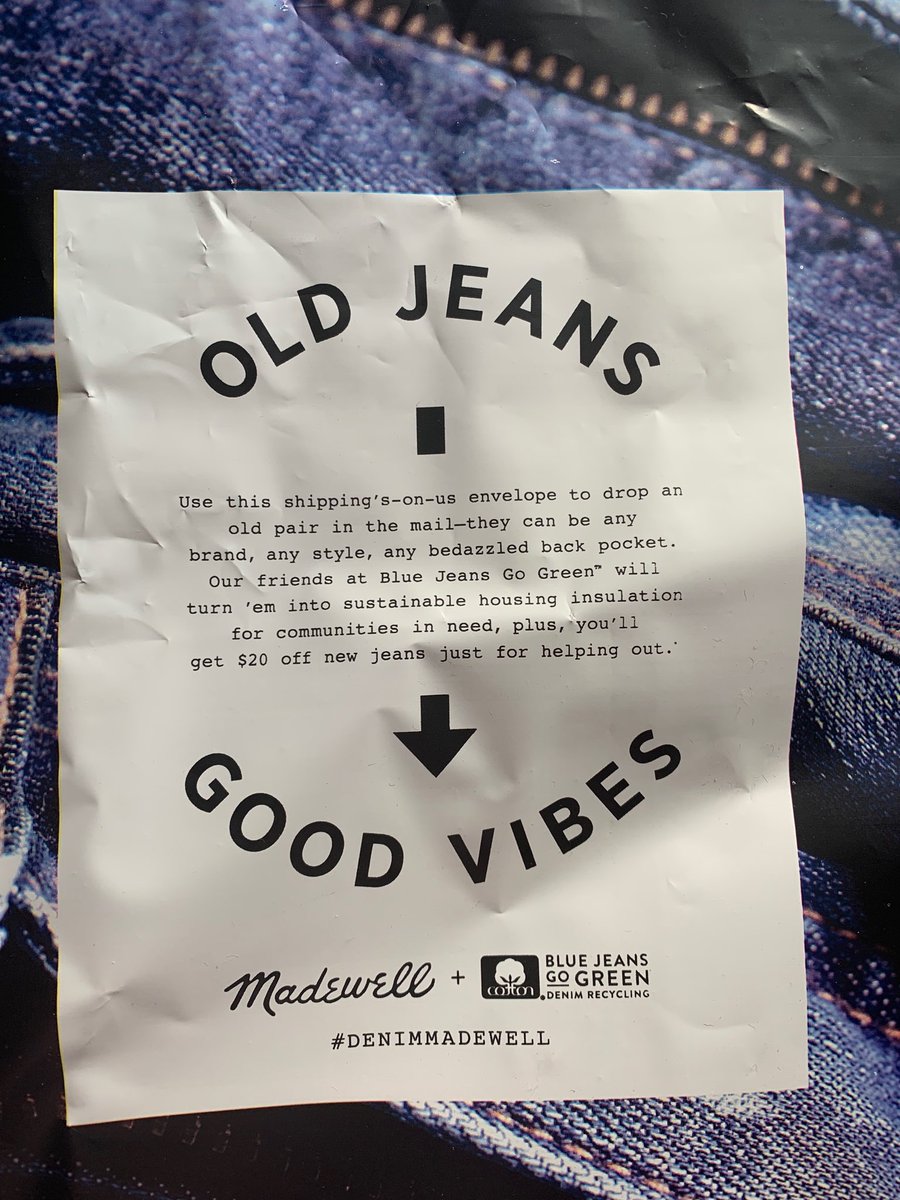 OLD JEANS
Use this shipping's-on-us envelope to drop an
old pair in the mail—they can be any
brand, any style, any bedazzled back pocket.
Our friends at Blue Jeans Go Green™ will
turn 'em into sustainable housing insulation
for communities in need, plus, you'll
get $20 off new jeans just for helping out.*
GOOD VIBES
Madewell + cotton BLUE JEANS
GO GREEN
DENIM RECYCLING
#DENIMMADEWELL